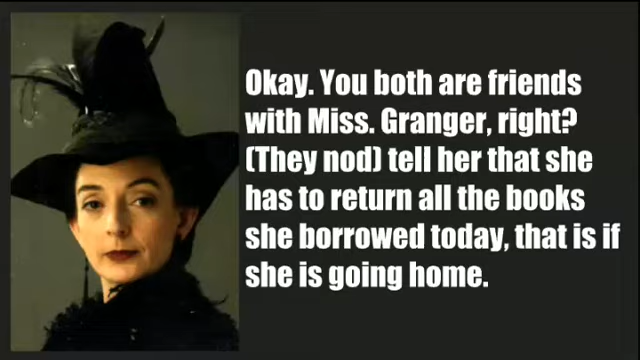 Okay. You both are friends
with Miss. Granger, right?
(They nod) tell her that she
has to return all the books
she borrowed today, that is if
she is going home.